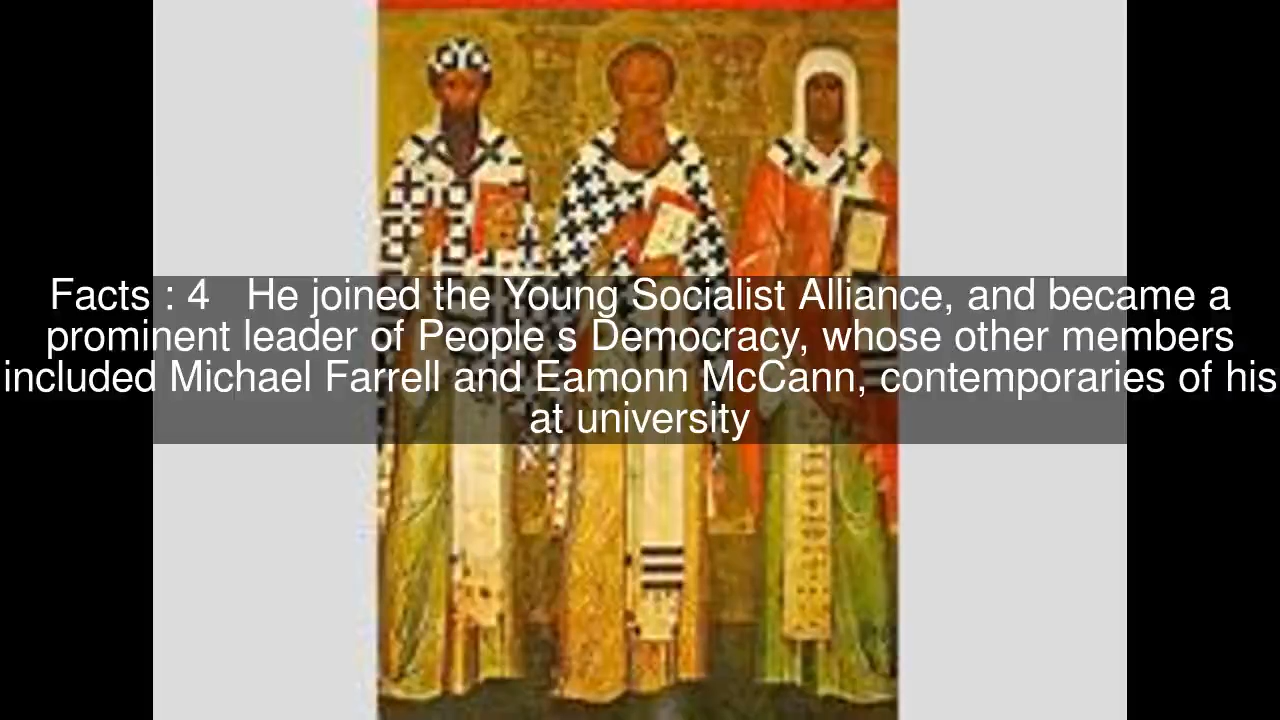 Facts : 4   He joined the Young Socialist Alliance, and became a
prominent leader of People s Democracy, whose other members
included Michael Farrell and Eamonn McCann, contemporaries of his
at university